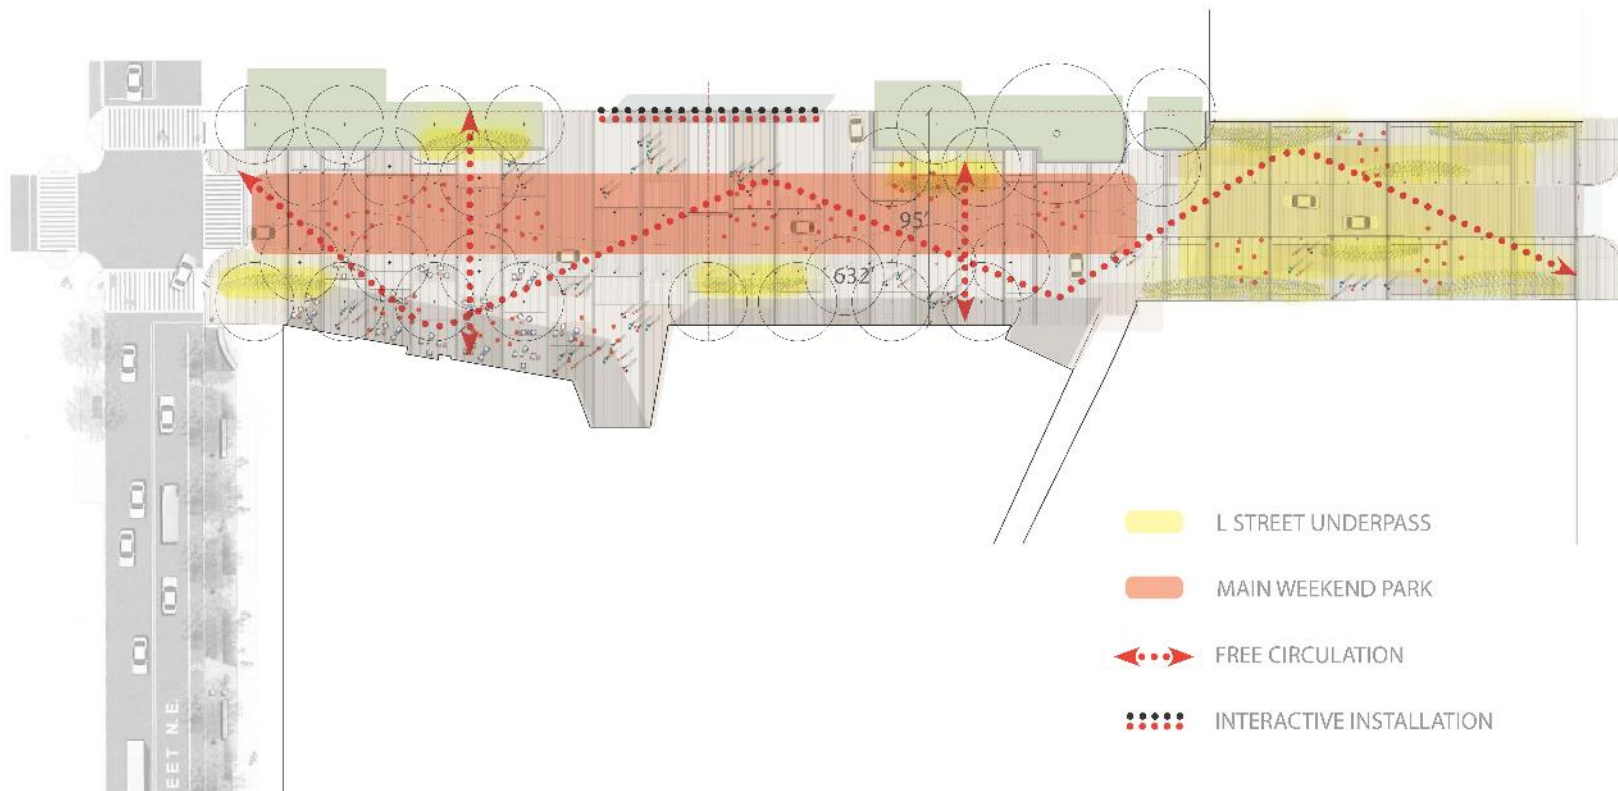 95'
632'
L STREET UNDERPASS
MAIN WEEKEND PARK
FREE CIRCULATION
INTERACTIVE INSTALLATION
EET N.E.